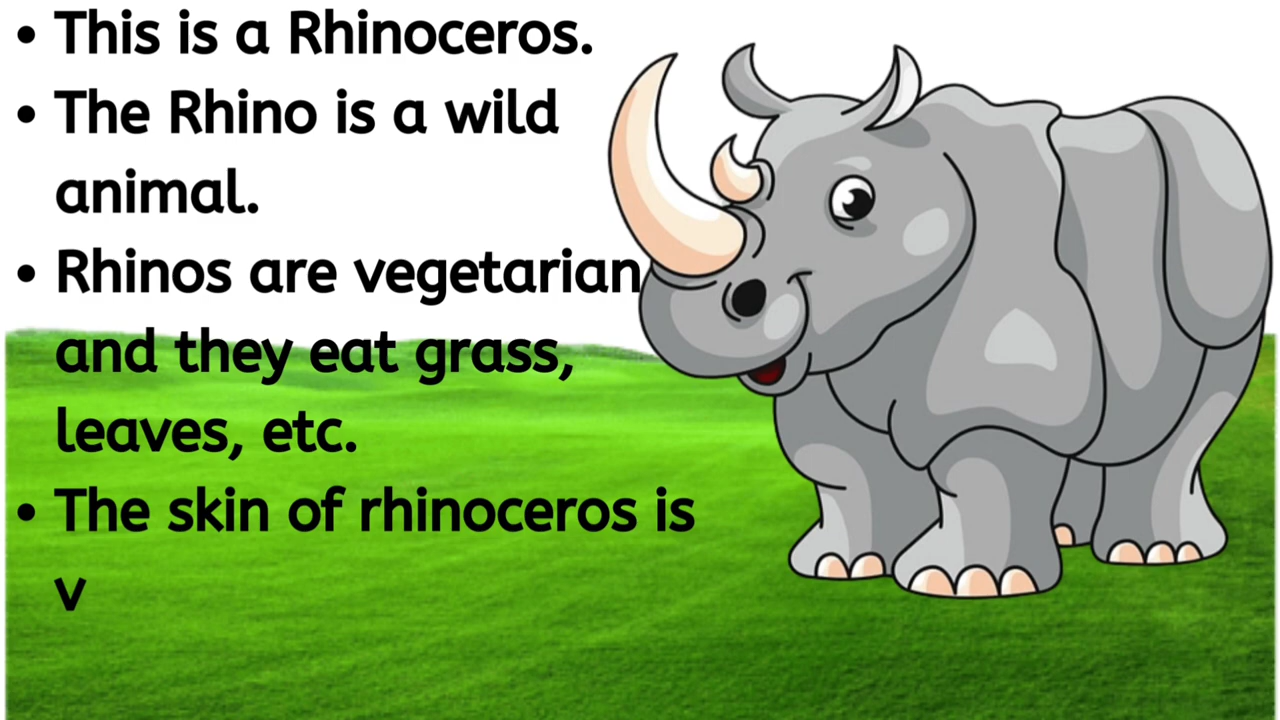 • This is a Rhinoceros.
• The Rhino is a wild
animal.
• Rhinos are vegetarian
and they eat grass,
leaves, etc.
• The skin of rhinoceros is
v